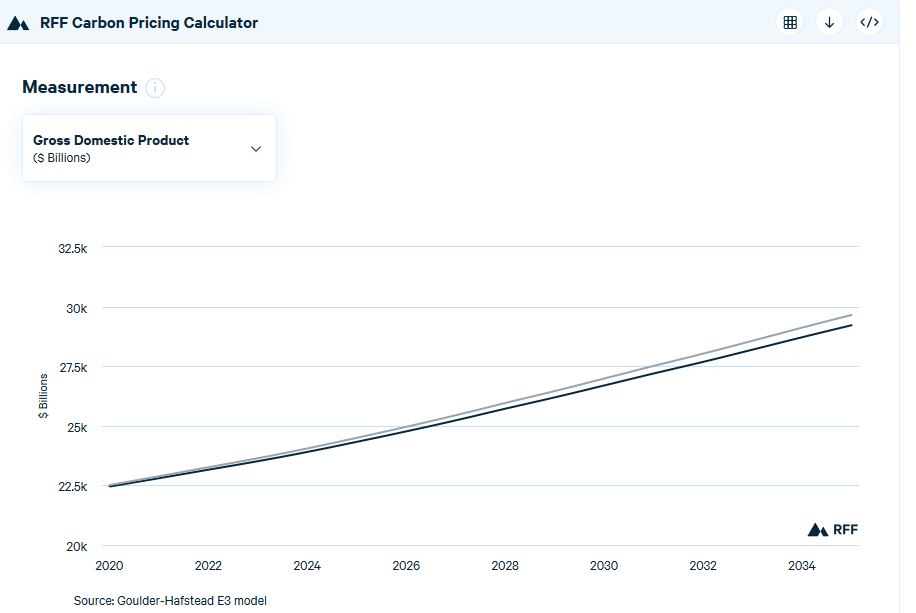 RFF Carbon Pricing Calculator
</>
Measurement
i
Gross Domestic Product
($ Billions)
32.5k
30k
27.5k
25k
22.5k
20k
$ Billions
RFF
2020 2022 2024 2026 2028 2030 2032 2034
Source: Goulder-Hafstead E3 model